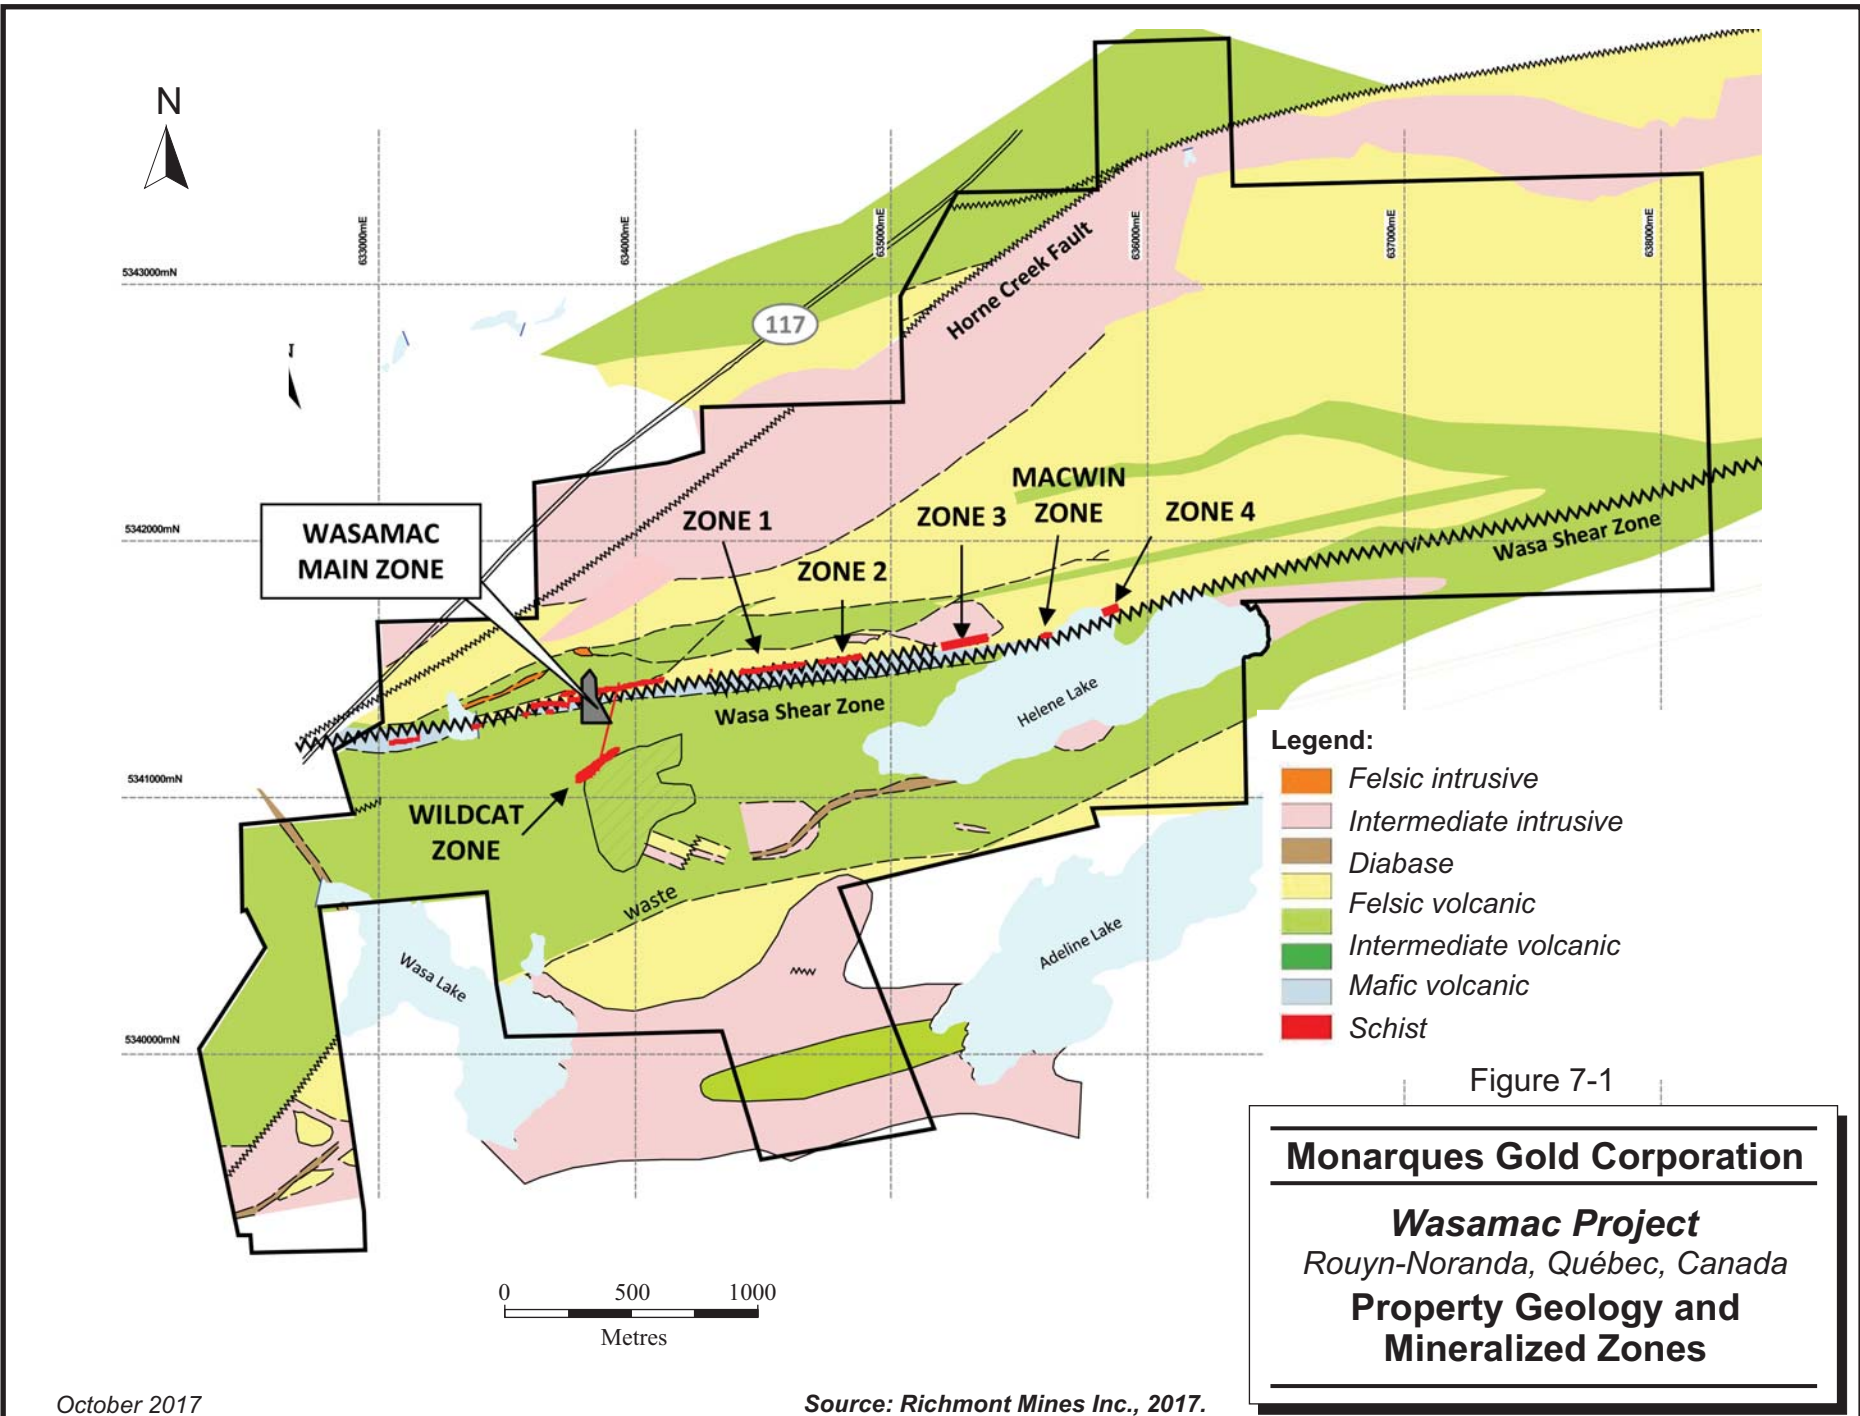 N
633000mE
634000mE
635000mE
636000mE
637000mE
638000mE
5343000mN
117
Horne Creek Fault
WASAMAC
MAIN ZONE
5342000mN
ZONE 1
ZONE 2
ZONE 3
MACWIN
ZONE
ZONE 4
Wasa Shear Zone
Wasa Shear Zone
Helene Lake
5341000mN
WILDCAT
ZONE
waste
Wasa Lake
Adeline Lake
5340000mN
Legend:
Felsic intrusive
Intermediate intrusive
Diabase
Felsic volcanic
Intermediate volcanic
Mafic volcanic
Schist
Figure 7-1
0 500 1000
Metres
Monarques Gold Corporation
Wasamac Project
Rouyn-Noranda, Québec, Canada
Property Geology and
Mineralized Zones
October 2017
Source: Richmont Mines Inc., 2017.